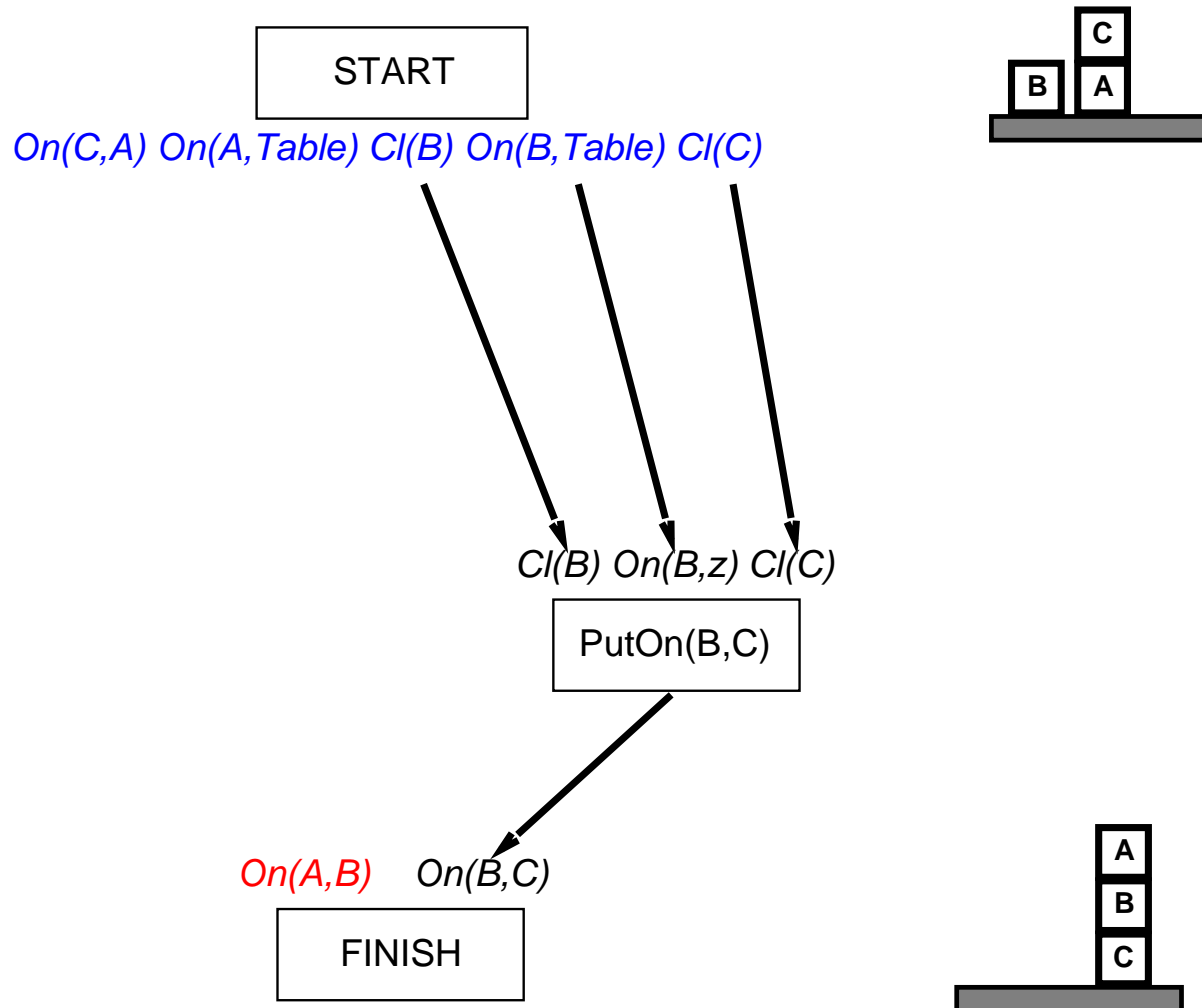 START
C
B A
On(C,A) On(A,Table) Cl(B) On(B,Table) Cl(C)
Cl(B) On(B,z) Cl(C)
PutOn(B,C)
On(A,B) On(B,C)
FINISH
A
B
C